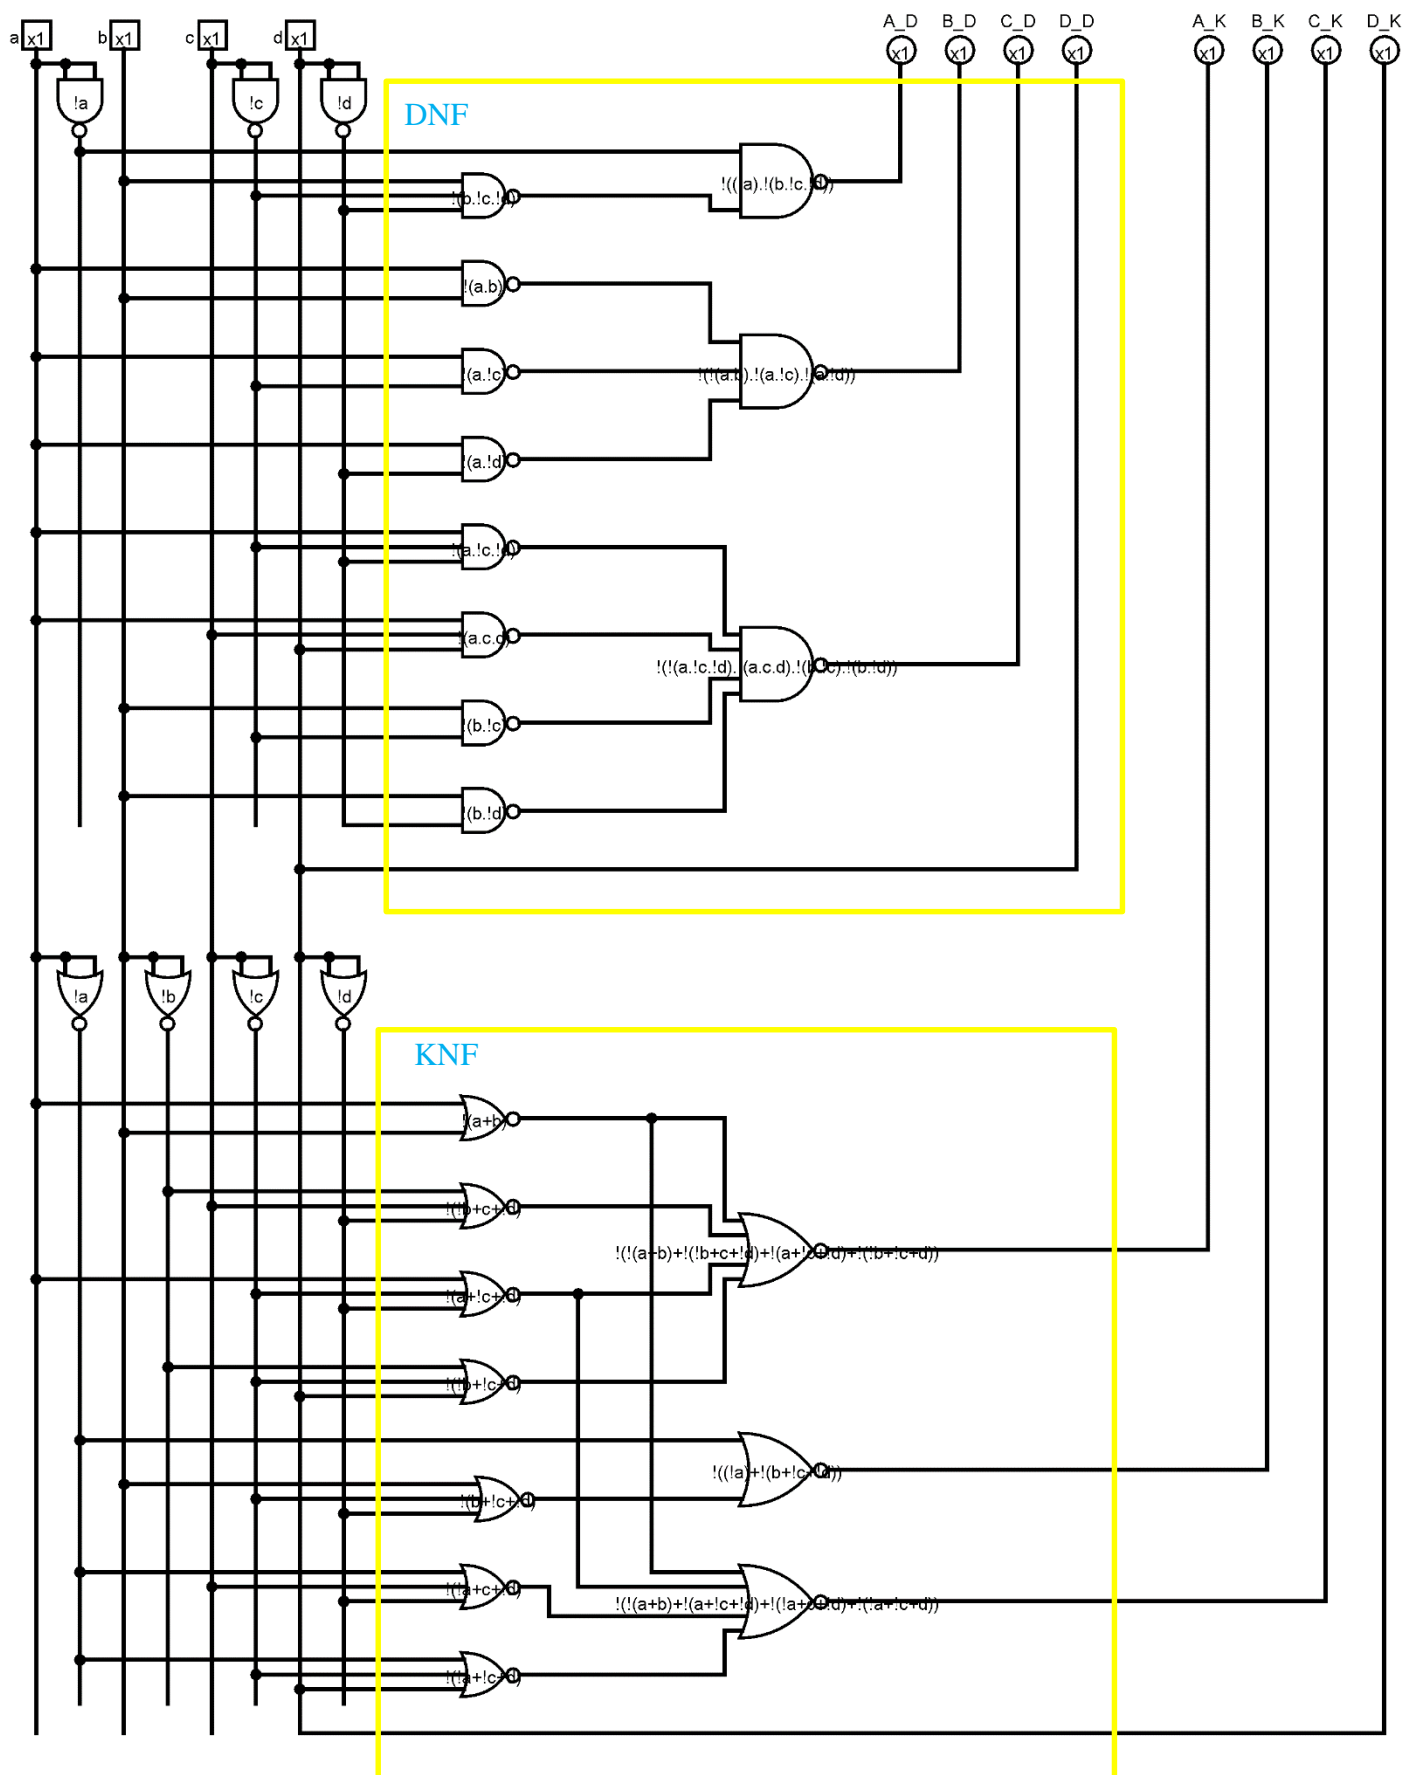 A_D B_D C_D D_D A_K B_K C_K D_K
a x1 b x1 c x1 d x1 x1 x1 x1 x1 x1 x1 x1 x1
!a !c !d
DNF
!((!a).!(b.!c.!d))
!(b.!c.!d)
!(a.b)
!(a.!c) !(!(a.b).!(a.!c).!(a.!d))
!(a.!d)
!(a.!c.!d)
!(a.c.d)
!(!(a.!c.!d).!(a.c.d).!(b.!c).!(b.!d))
!(b.!c)
!(b.!d)
!a !b !c !d
KNF
!(a+b)
!(!b+c+!d)
!(!(a+b)+!(!b+c+!d)+!(a+!c+!d)+!(!b+!c+d))
!(a+!c+!d)
!(!b+!c+d)
!((!a)+!(b+!c+!d))
!(b+!c+!d)
!(!a+c+!d)
!(!(a+b)+!(a+!c+!d)+!(!a+c+!d)+!(!a+!c+d))
!(!a+!c+d)